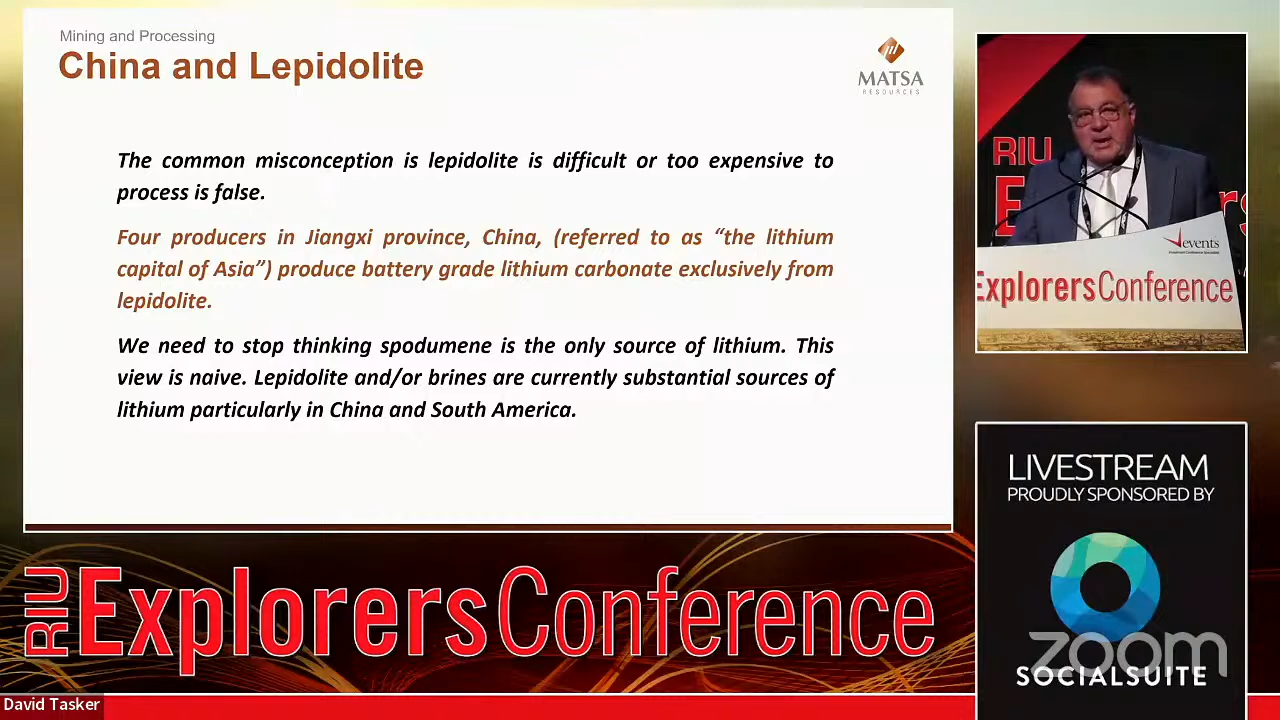 Mining and Processing
China and Lepidolite
MATSA
RESOURCES
The common misconception is lepidolite is difficult or too expensive to
process is false.
Four producers in Jiangxi province, China, (referred to as “the lithium
capital of Asia”) produce battery grade lithium carbonate exclusively from
lepidolite.
We need to stop thinking spodumene is the only source of lithium. This
view is naive. Lepidolite and/or brines are currently substantial sources of
lithium particularly in China and South America.
RIU
E
rs
events
ExplorersConference
LIVESTREAM
PROUDLY SPONSORED BY
zoom
SOCIALSUITE
RIU ExplorersConference
David Tasker